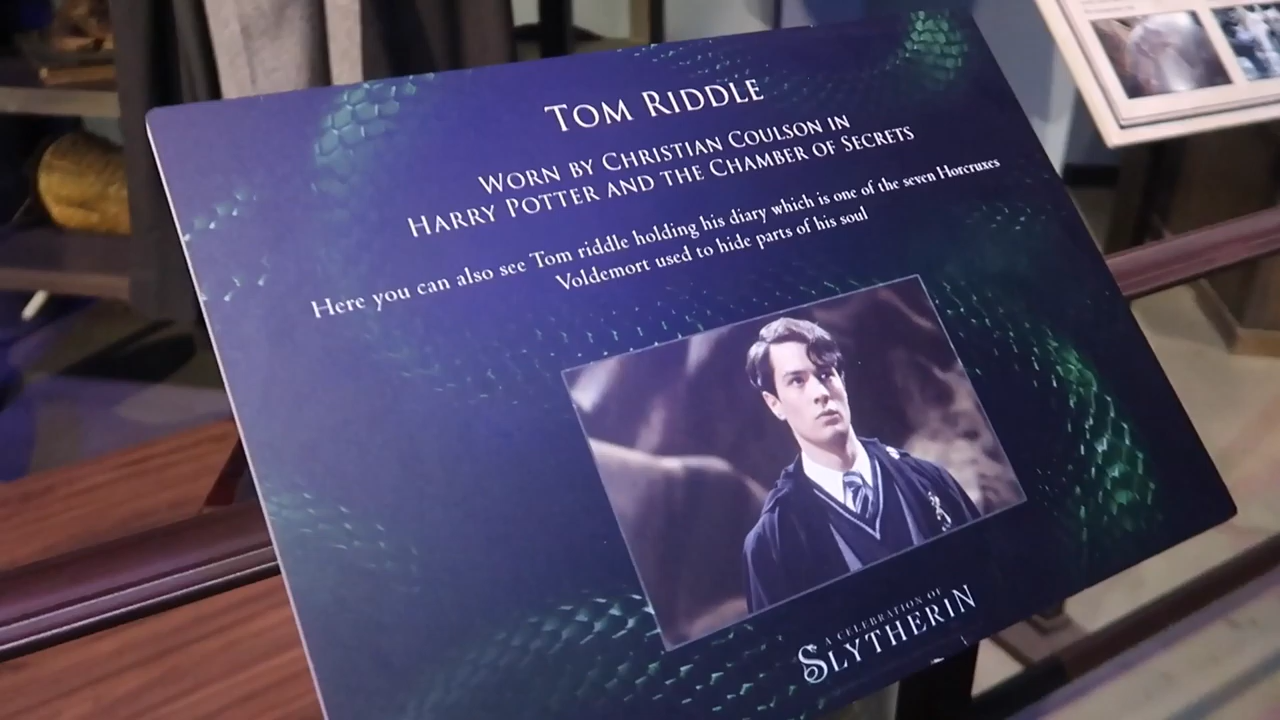 TOM RIDDLE
WORN BY CHRISTIAN COULSON IN
HARRY POTTER AND THE CHAMBER OF SECRETS
Here you can also see Tom riddle holding his diary which is one of the seven Horcruxes
Voldemort used to hide parts of his soul
A CELEBRATION OF
SLYTHERIN